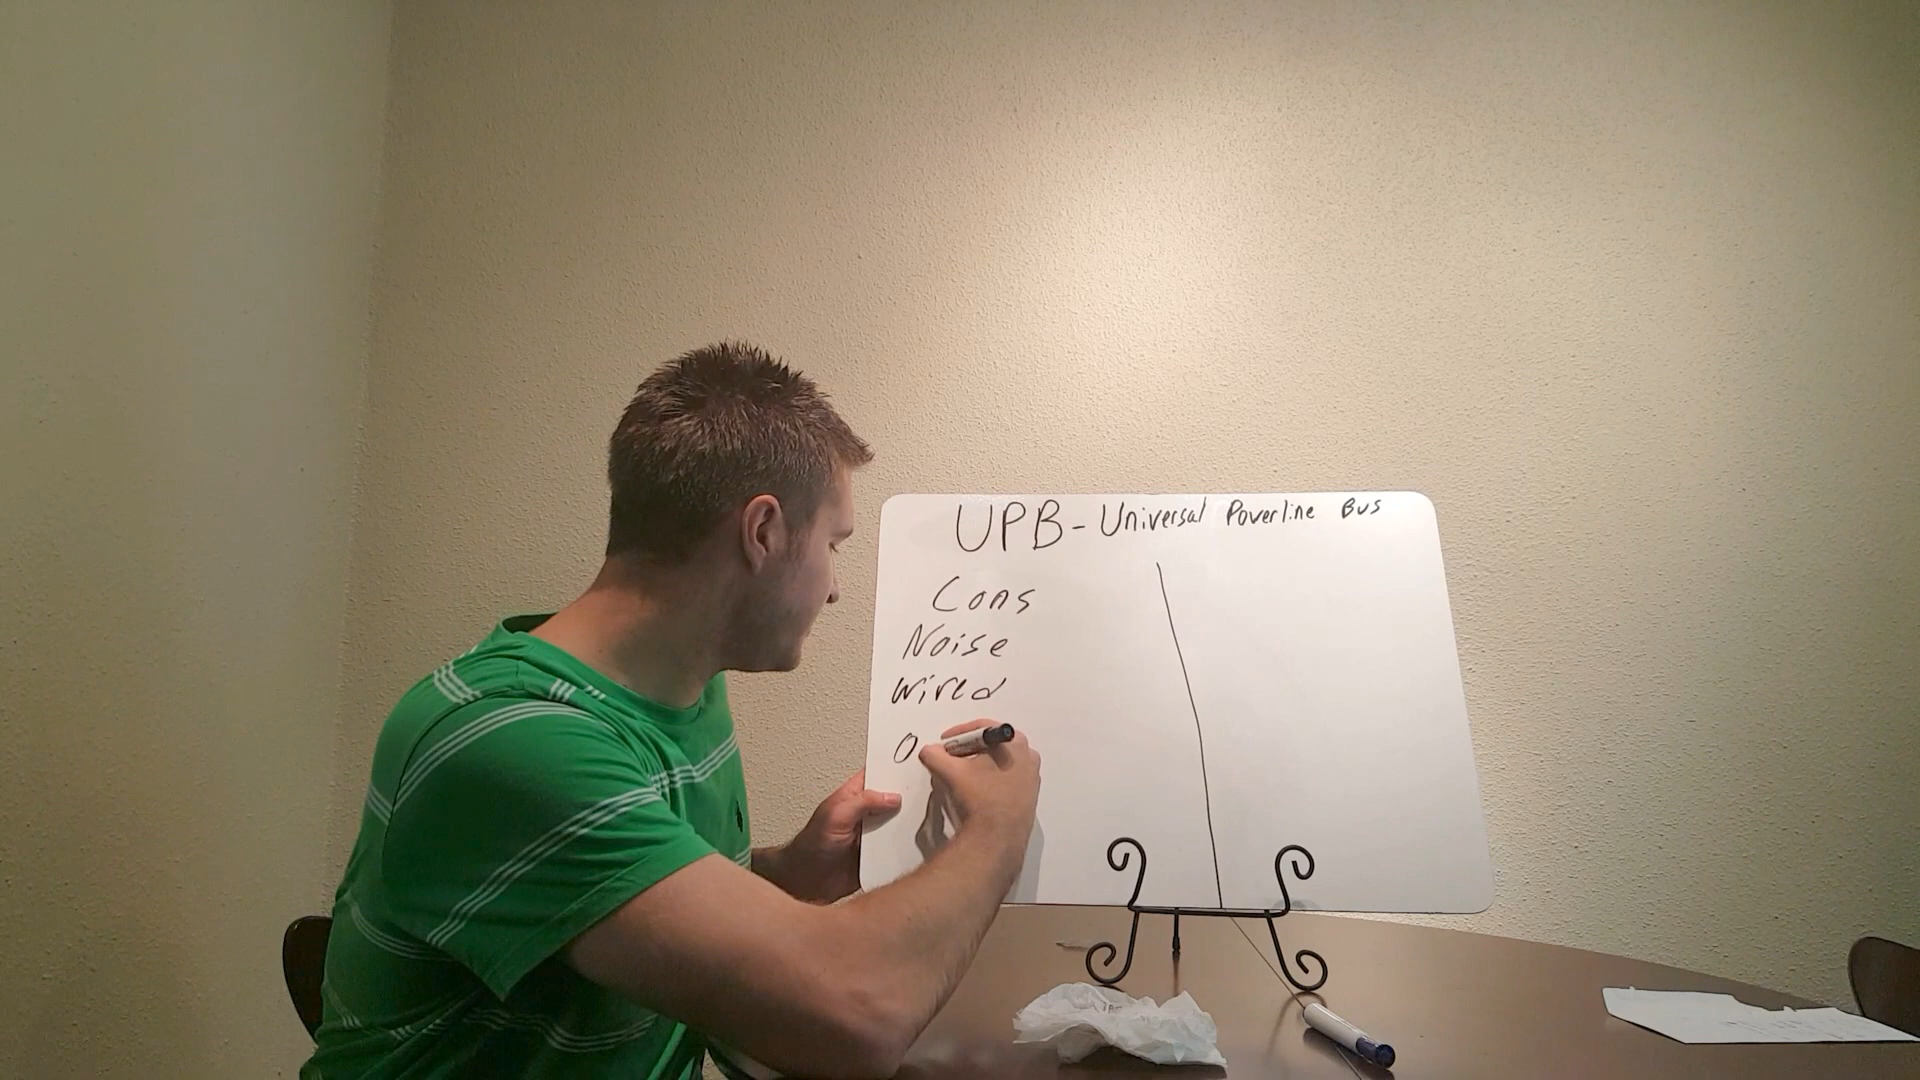 UPB - Universal Powerline Bus
Cons
Noise
Wired
O